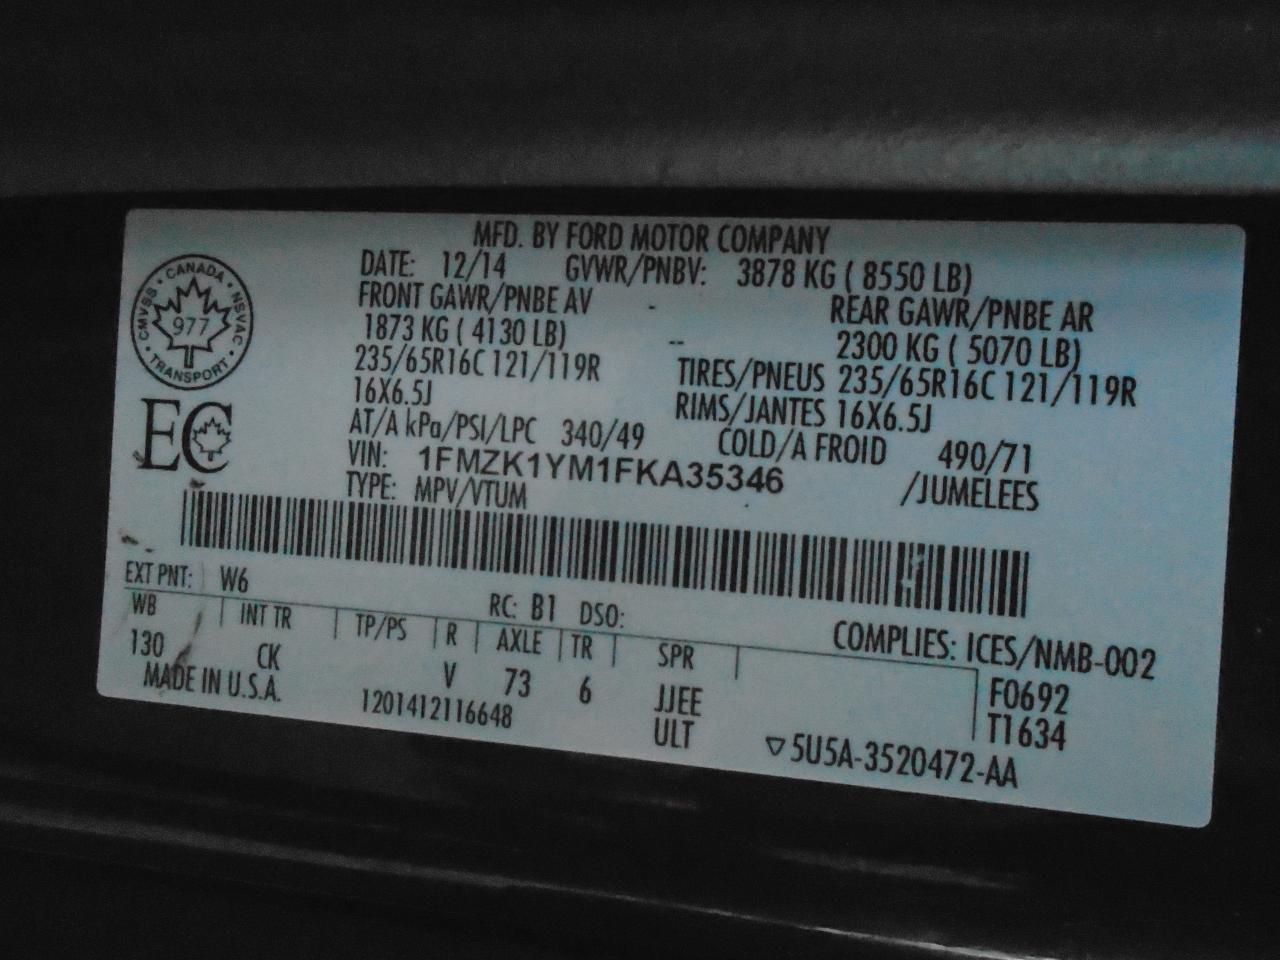 MFD. BY FORD MOTOR COMPANY
DATE: 12/14 GVWR/PNBV: 3878 KG ( 8550 LB)
FRONT GAWR/PNBE AV - REAR GAWR/PNBE AR
1873 KG ( 4130 LB) -- 2300 KG ( 5070 LB)
235/65R16C 121/119R TIRES/PNEUS 235/65R16C 121/119R
16X6.5J RIMS/JANTES 16X6.5J
AT/A kPa/PSI/LPC 340/49 COLD/A FROID 490/71
VIN: 1FMZK1YM1FKA35346 /JUMELEES
TYPE: MPV/VTUM
CANADA
CMVSS · NSVAC
977
TRANSPORT
EC
EXT PNT: W6 RC: B1 DSO:
WB INT TR TP/PS R AXLE TR SPR COMPLIES: ICES/NMB-002
130 CK V 73 6 JJEE F0692
MADE IN U.S.A. 1201412116648 ULT T1634
▽5U5A-3520472-AA